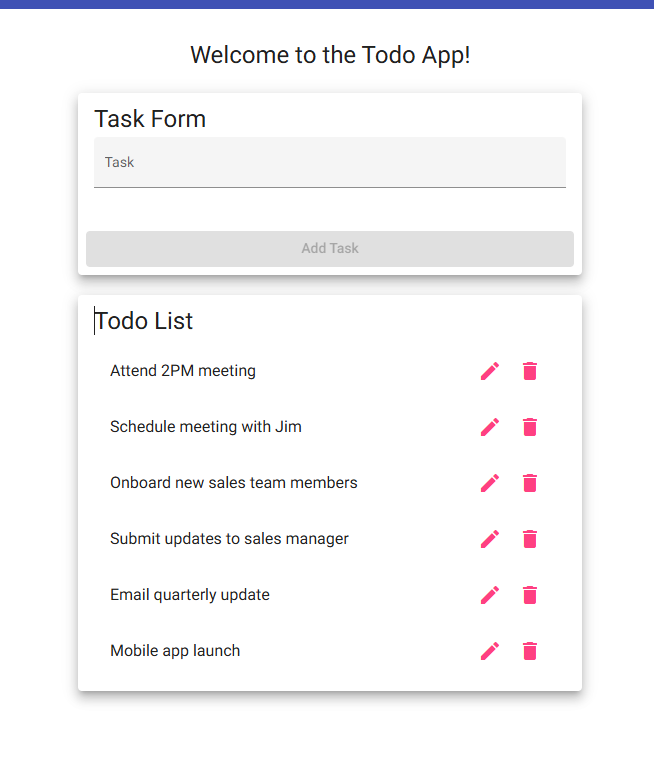 Welcome to the Todo App!
Task Form
Task
Add Task
Todo List
Attend 2PM meeting
Schedule meeting with Jim
Onboard new sales team members
Submit updates to sales manager
Email quarterly update
Mobile app launch